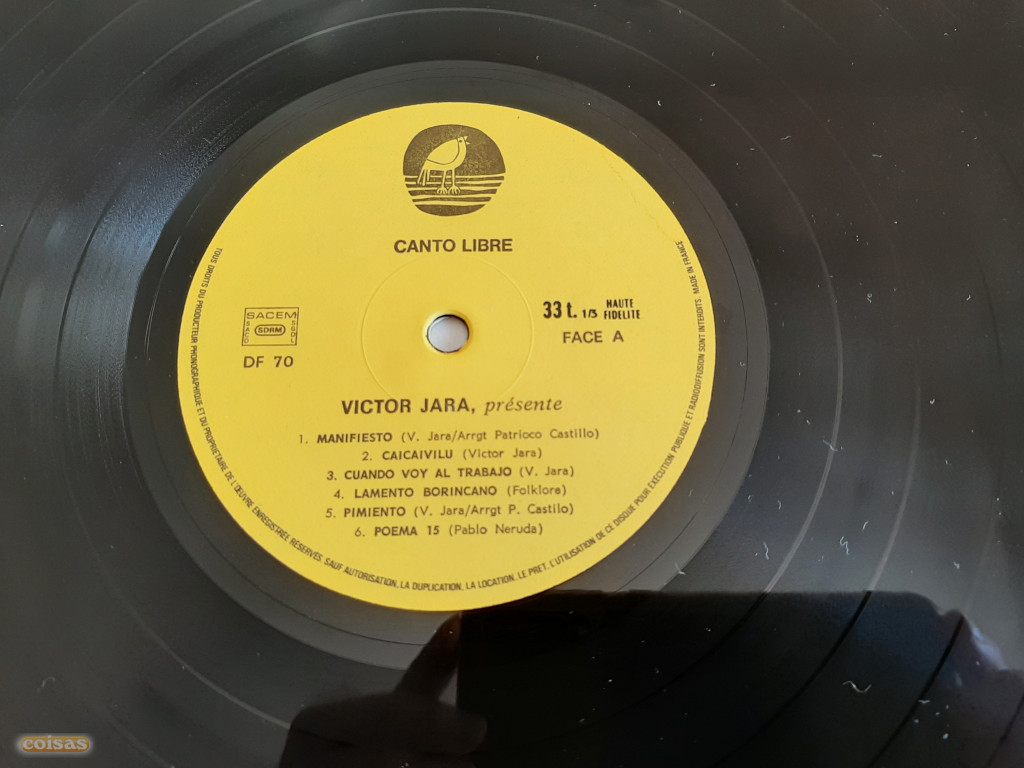 CANTO LIBRE
SACEM
SACD
SDRM
SGDL
DF 70
33 t. 1/3 HAUTE FIDELITE
FACE A
VICTOR JARA, présente
1. MANIFIESTO (V. Jara/Arrgt Patrioco Castillo)
2. CAICAIVILU (Victor Jara)
3. CUANDO VOY AL TRABAJO (V. Jara)
4. LAMENTO BORINCANO (Folklore)
5. PIMIENTO (V. Jara/Arrgt P. Castilo)
6. POEMA 15 (Pablo Neruda)
TOUS DROITS DU PRODUCTEUR PHONOGRAPHIQUE ET DU PROPRIETAIRE DE L'ŒUVRE ENREGISTREE RESERVES. SAUF AUTORISATION, LA DUPLICATION, LA LOCATION, LE PRET, L'UTILISATION DE CE DISQUE POUR EXECUTION PUBLIQUE ET RADIODIFFUSION SONT INTERDITS. MADE IN FRANCE
coisas